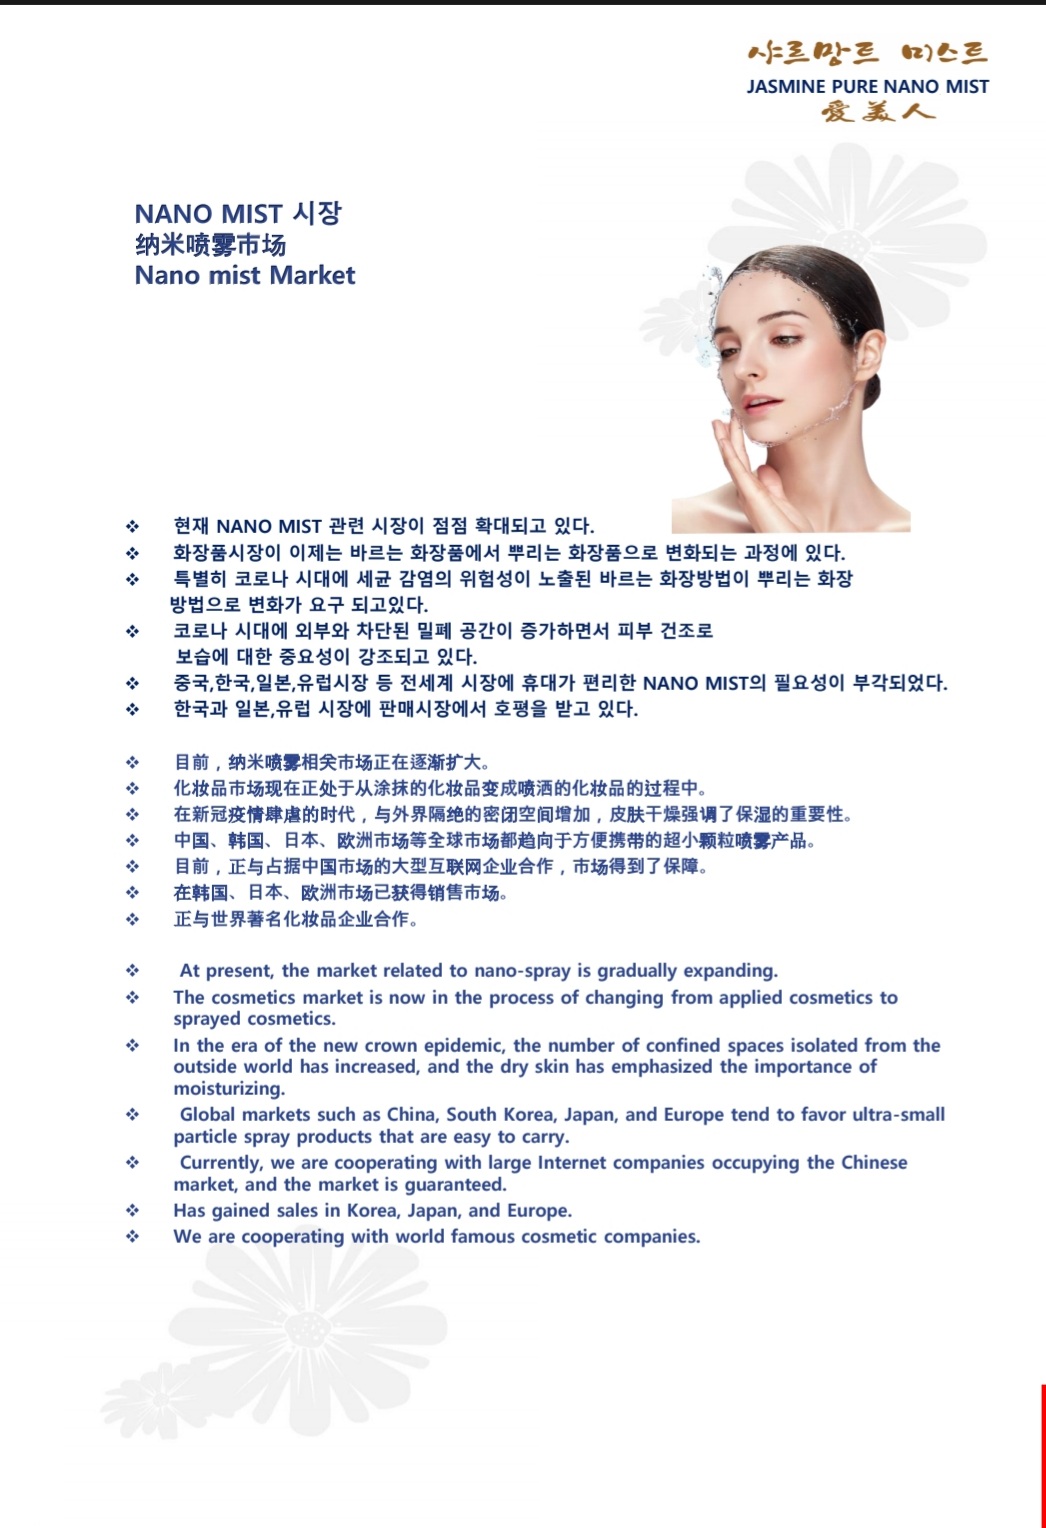 샤르망트 미스트
JASMINE PURE NANO MIST
爱美人
NANO MIST 시장
纳米喷雾市场
Nano mist Market
❖ 현재 NANO MIST 관련 시장이 점점 확대되고 있다.
❖ 화장품시장이 이제는 바르는 화장품에서 뿌리는 화장품으로 변화되는 과정에 있다.
❖ 특별히 코로나 시대에 세균 감염의 위험성이 노출된 바르는 화장방법이 뿌리는 화장
방법으로 변화가 요구 되고있다.
❖ 코로나 시대에 외부와 차단된 밀폐 공간이 증가하면서 피부 건조로
보습에 대한 중요성이 강조되고 있다.
❖ 중국,한국,일본,유럽시장 등 전세계 시장에 휴대가 편리한 NANO MIST의 필요성이 부각되었다.
❖ 한국과 일본,유럽 시장에 판매시장에서 호평을 받고 있다.
❖ 目前，纳米喷雾相关市场正在逐渐扩大。
❖ 化妆品市场现在正处于从涂抹的化妆品变成喷洒的化妆品的过程中。
❖ 在新冠疫情肆虐的时代，与外界隔绝的密闭空间增加，皮肤干燥强调了保湿的重要性。
❖ 中国、韩国、日本、欧洲市场等全球市场都趋向于方便携带的超小颗粒喷雾产品。
❖ 目前，正与占据中国市场的大型互联网企业合作，市场得到了保障。
❖ 在韩国、日本、欧洲市场已获得销售市场。
❖ 正与世界著名化妆品企业合作。
❖ At present, the market related to nano-spray is gradually expanding.
❖ The cosmetics market is now in the process of changing from applied cosmetics to
sprayed cosmetics.
❖ In the era of the new crown epidemic, the number of confined spaces isolated from the
outside world has increased, and the dry skin has emphasized the importance of
moisturizing.
❖ Global markets such as China, South Korea, Japan, and Europe tend to favor ultra-small
particle spray products that are easy to carry.
❖ Currently, we are cooperating with large Internet companies occupying the Chinese
market, and the market is guaranteed.
❖ Has gained sales in Korea, Japan, and Europe.
❖ We are cooperating with world famous cosmetic companies.